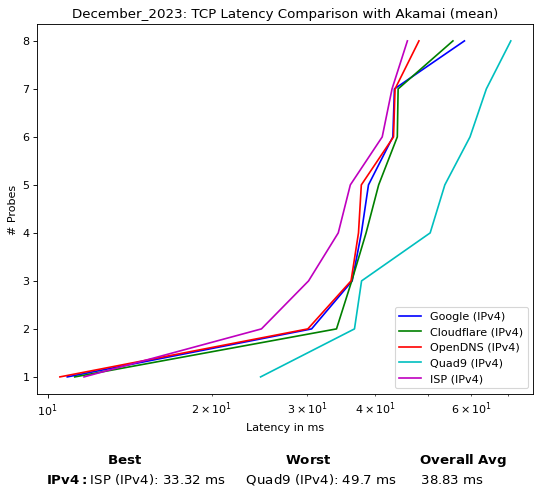 December_2023: TCP Latency Comparison with Akamai (mean)
# Probes
8
7
6
5
4
3
2
1
Google (IPv4)
Cloudflare (IPv4)
OpenDNS (IPv4)
Quad9 (IPv4)
ISP (IPv4)
10¹ 2 × 10¹ 3 × 10¹ 4 × 10¹ 6 × 10¹
Latency in ms
Best Worst Overall Avg
IPv4: ISP (IPv4): 33.32 ms Quad9 (IPv4): 49.7 ms 38.83 ms